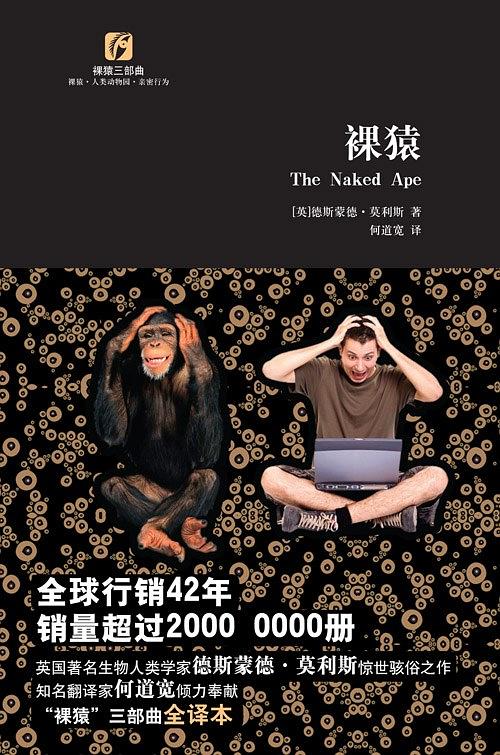 裸猿三部曲
裸猿·人类动物园·亲密行为
裸猿
The Naked Ape
[英]德斯蒙德·莫利斯 著
何道宽 译
全球行销42年
销量超过2000 0000册
英国著名生物人类学家德斯蒙德·莫利斯惊世骇俗之作
知名翻译家何道宽倾力奉献
“裸猿”三部曲全译本